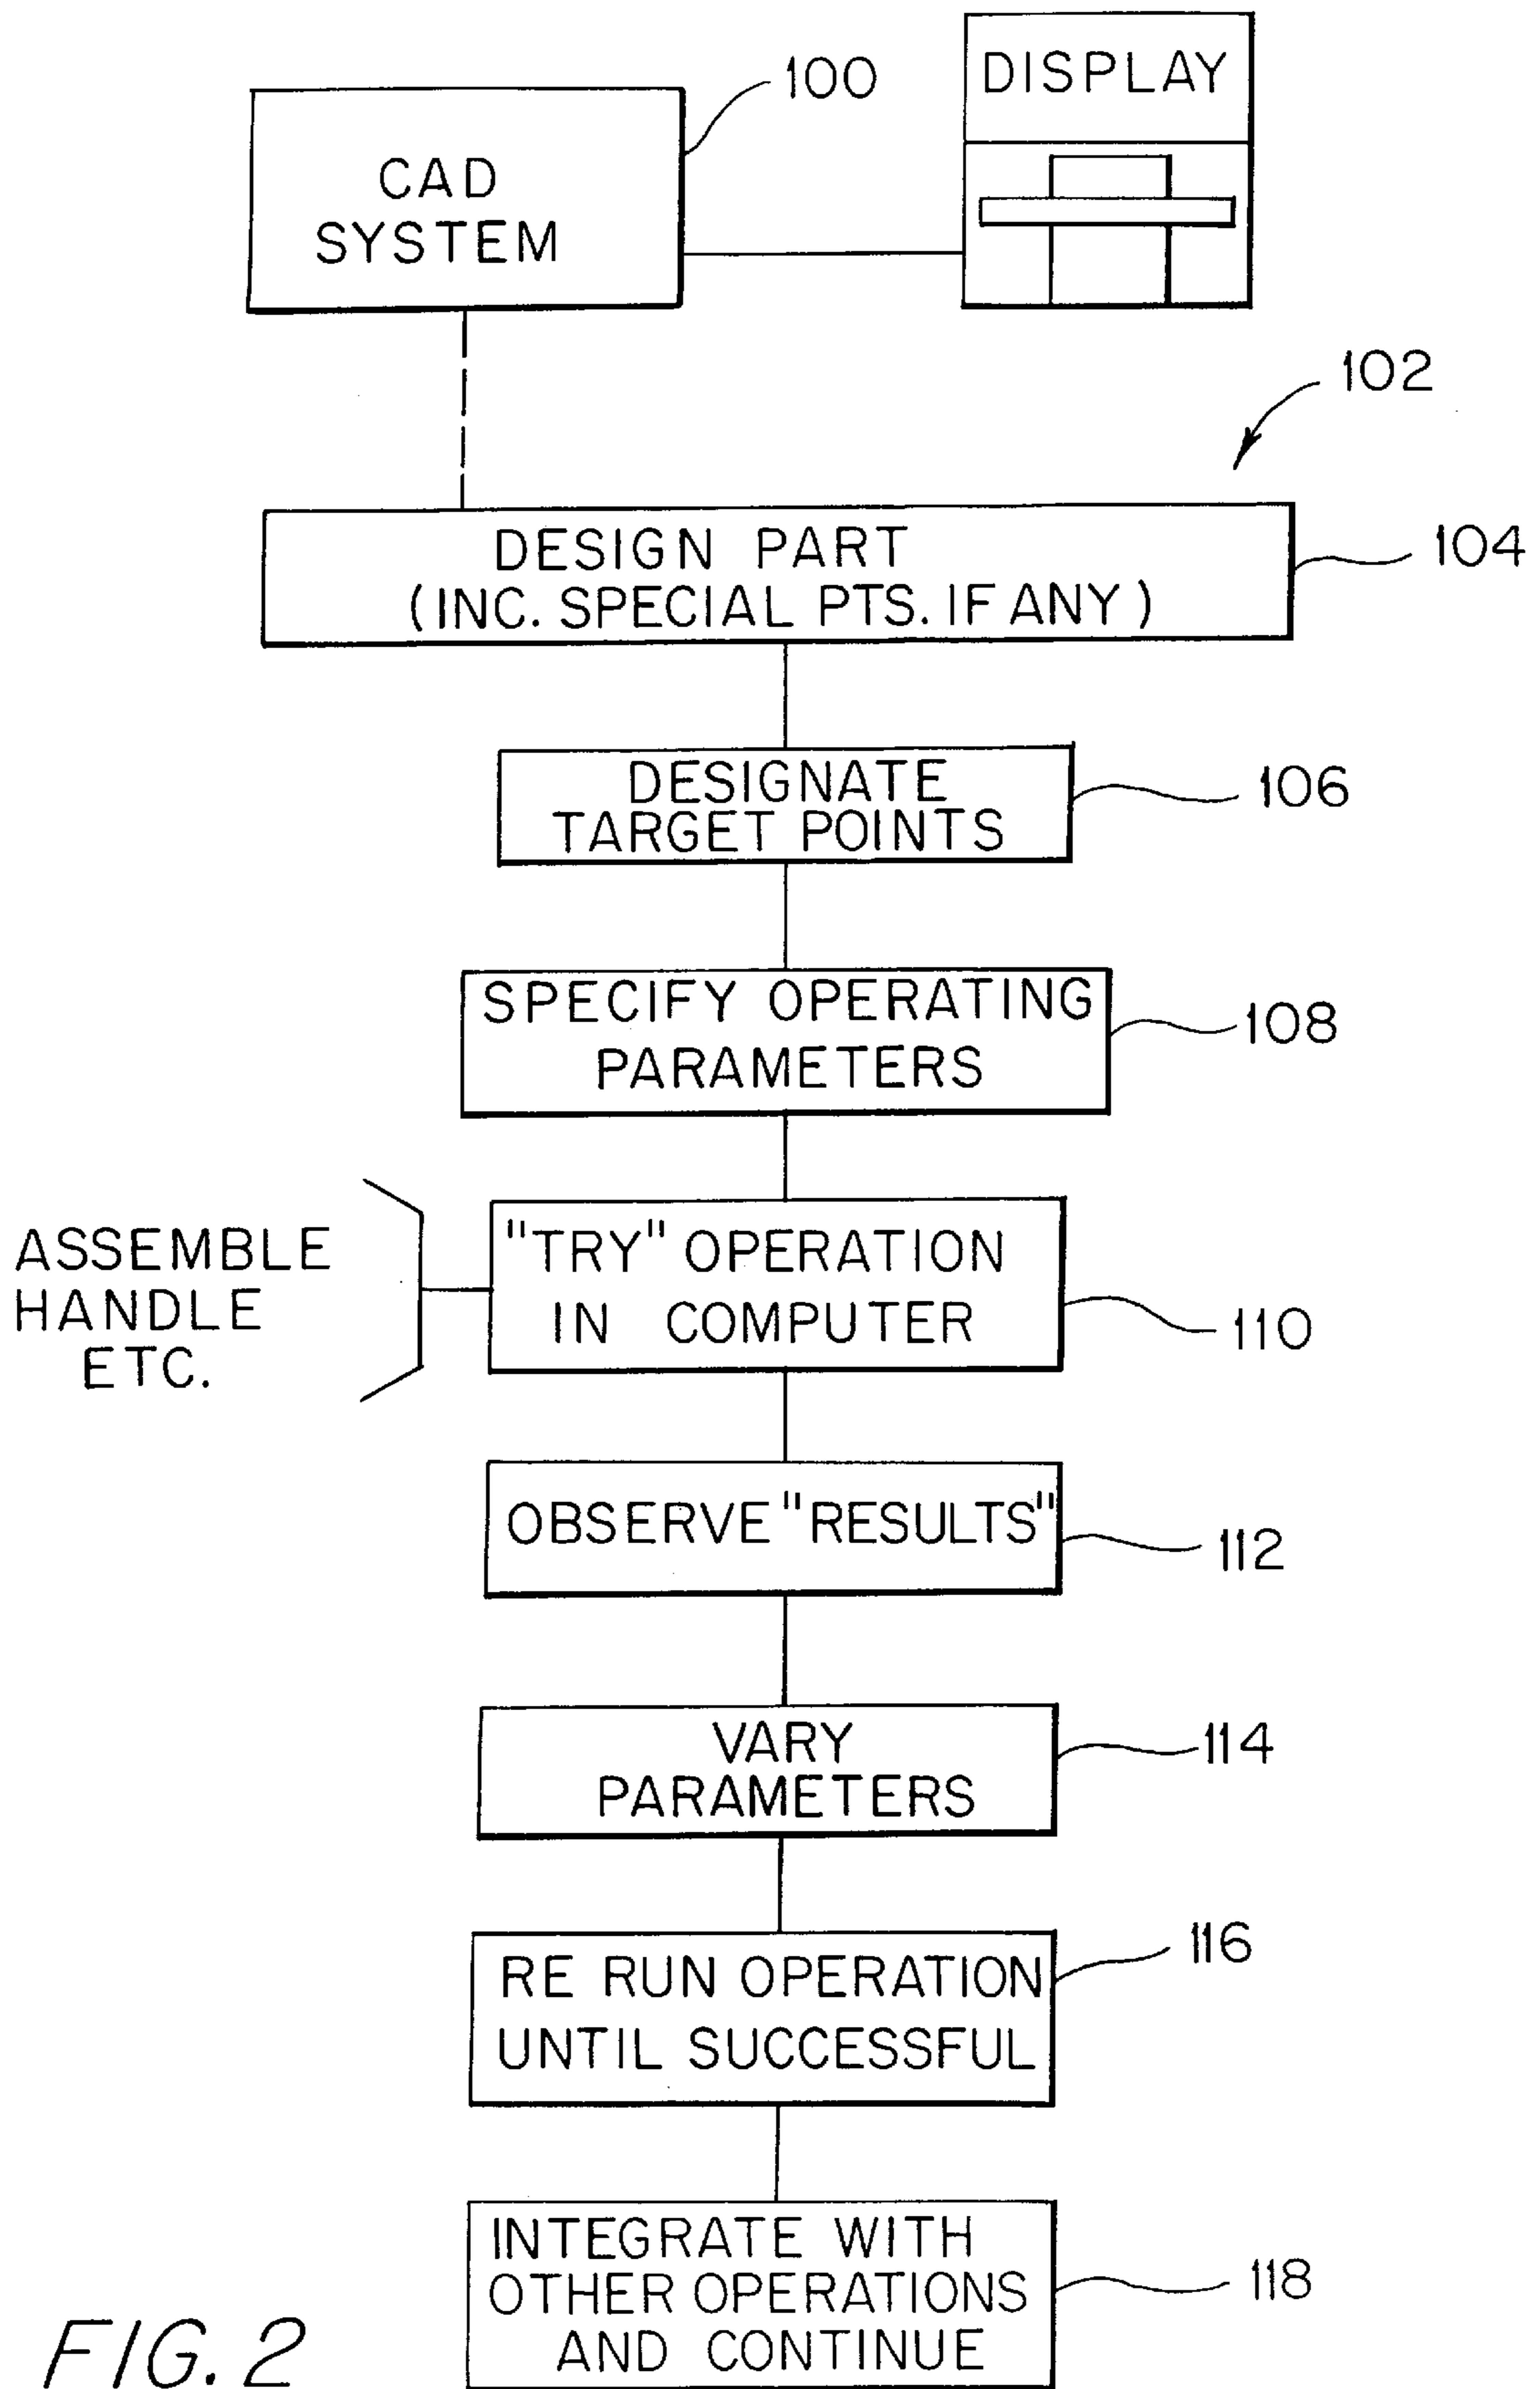 100
DISPLAY
CAD
SYSTEM
102
DESIGN PART
(INC. SPECIAL PTS. IF ANY)
104
DESIGNATE
TARGET POINTS
106
SPECIFY OPERATING
PARAMETERS
108
ASSEMBLE
HANDLE
ETC.
"TRY" OPERATION
IN COMPUTER
110
OBSERVE "RESULTS"
112
VARY
PARAMETERS
114
RE RUN OPERATION
UNTIL SUCCESSFUL
116
INTEGRATE WITH
OTHER OPERATIONS
AND CONTINUE
118
FIG. 2